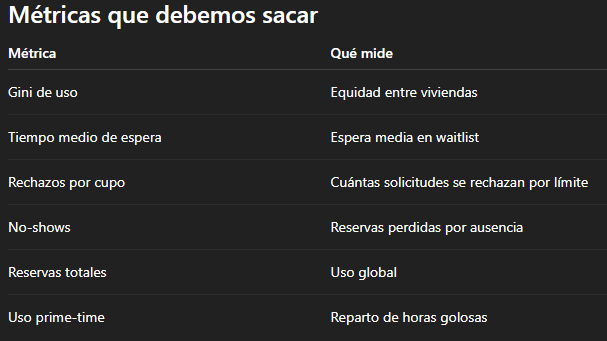 Métricas que debemos sacar
Métrica Qué mide
Gini de uso Equidad entre viviendas
Tiempo medio de espera Espera media en waitlist
Rechazos por cupo Cuántas solicitudes se rechazan por límite
No-shows Reservas perdidas por ausencia
Reservas totales Uso global
Uso prime-time Reparto de horas golosas